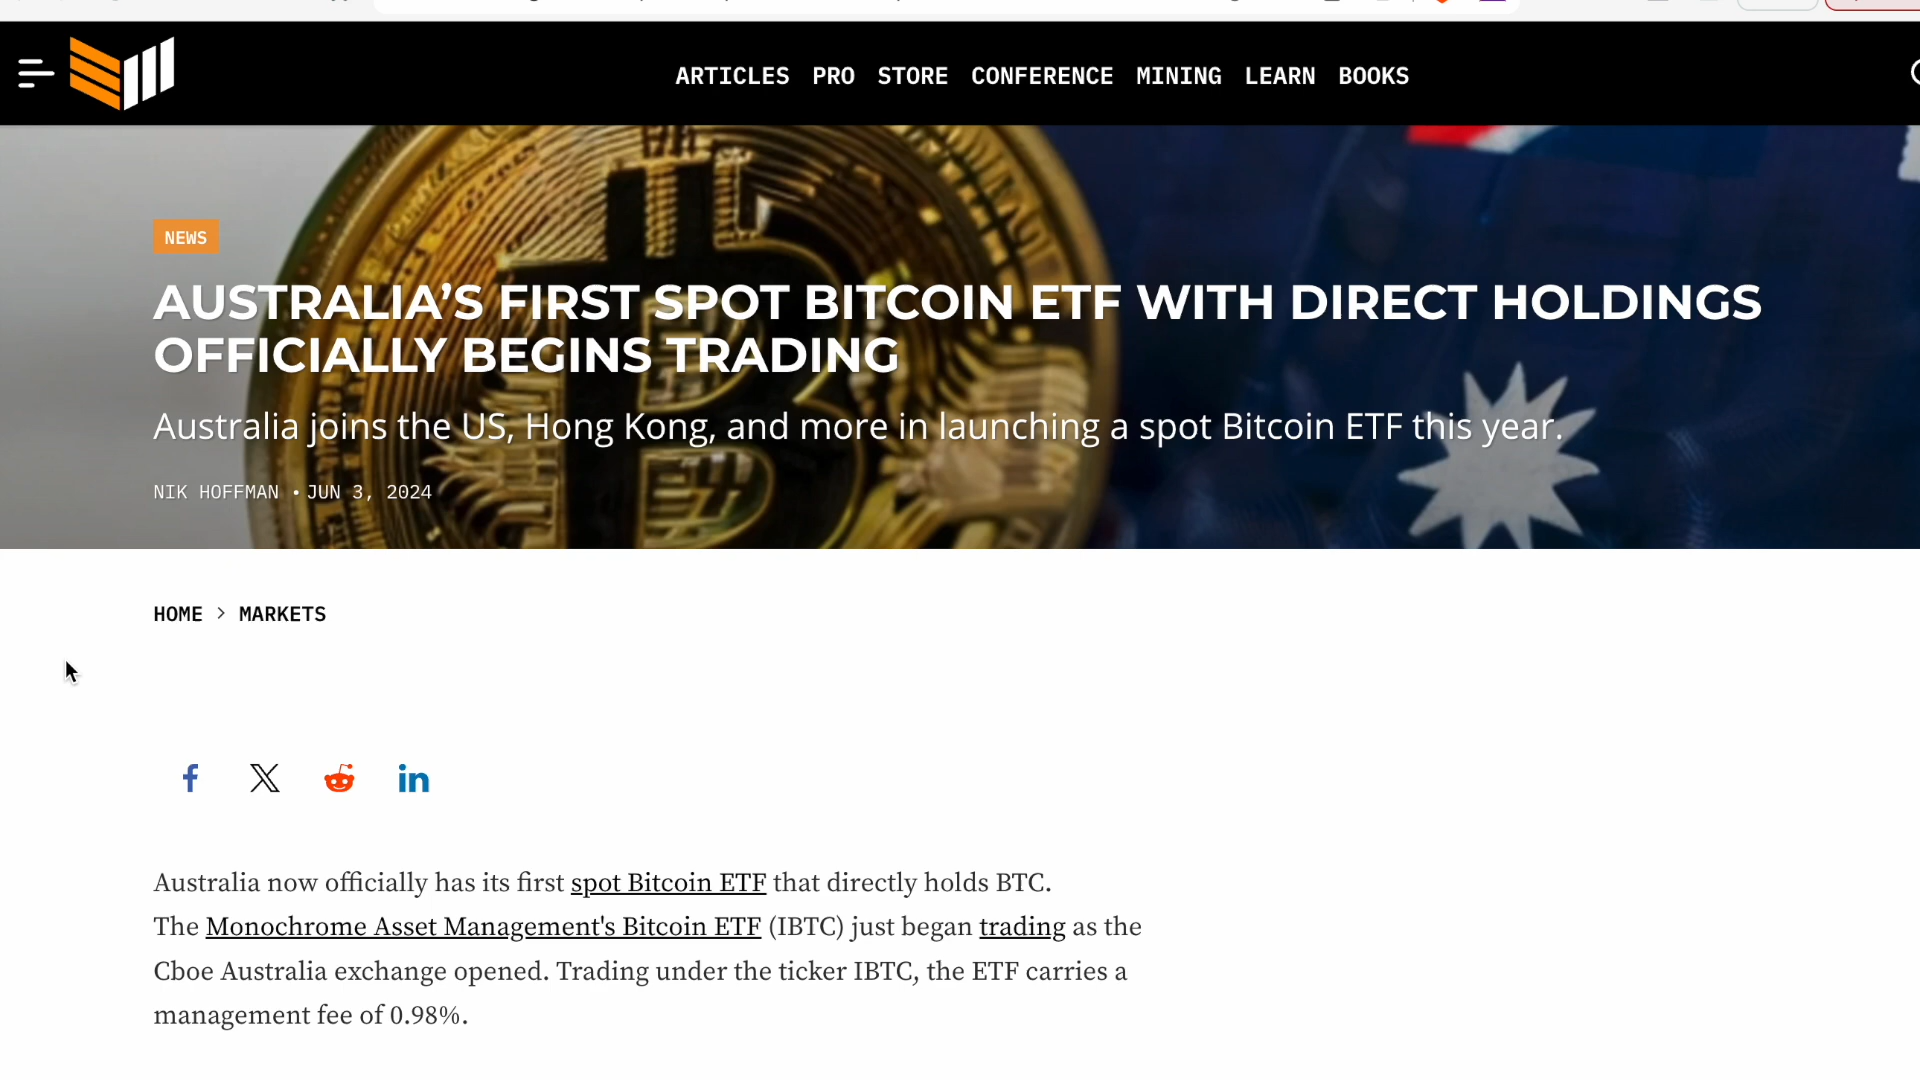 ARTICLES PRO STORE CONFERENCE MINING LEARN BOOKS
NEWS
AUSTRALIA’S FIRST SPOT BITCOIN ETF WITH DIRECT HOLDINGS
OFFICIALLY BEGINS TRADING
Australia joins the US, Hong Kong, and more in launching a spot Bitcoin ETF this year.
NIK HOFFMAN • JUN 3, 2024
HOME > MARKETS
Australia now officially has its first spot Bitcoin ETF that directly holds BTC.
The Monochrome Asset Management's Bitcoin ETF (IBTC) just began trading as the
Cboe Australia exchange opened. Trading under the ticker IBTC, the ETF carries a
management fee of 0.98%.